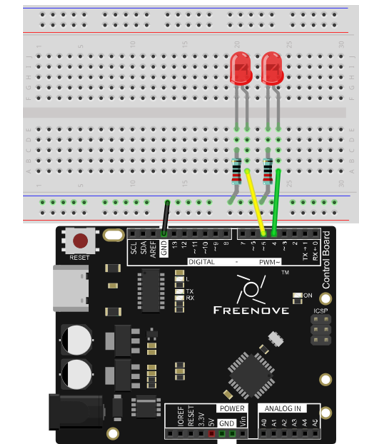 RESET
SCL
SDA
AREF
GND
13
12
~11
~10
~9
8
7
~6
~5
4
~3
2
TX→1
RX←0
DIGITAL
PWM~
L
TX
RX
TM
FREENOVE
ON
ICSP
Control Board
IOREF
RESET
3.3V
5V
GND
Vin
POWER
ANALOG IN
A0
A1
A2
A3
A4
A5